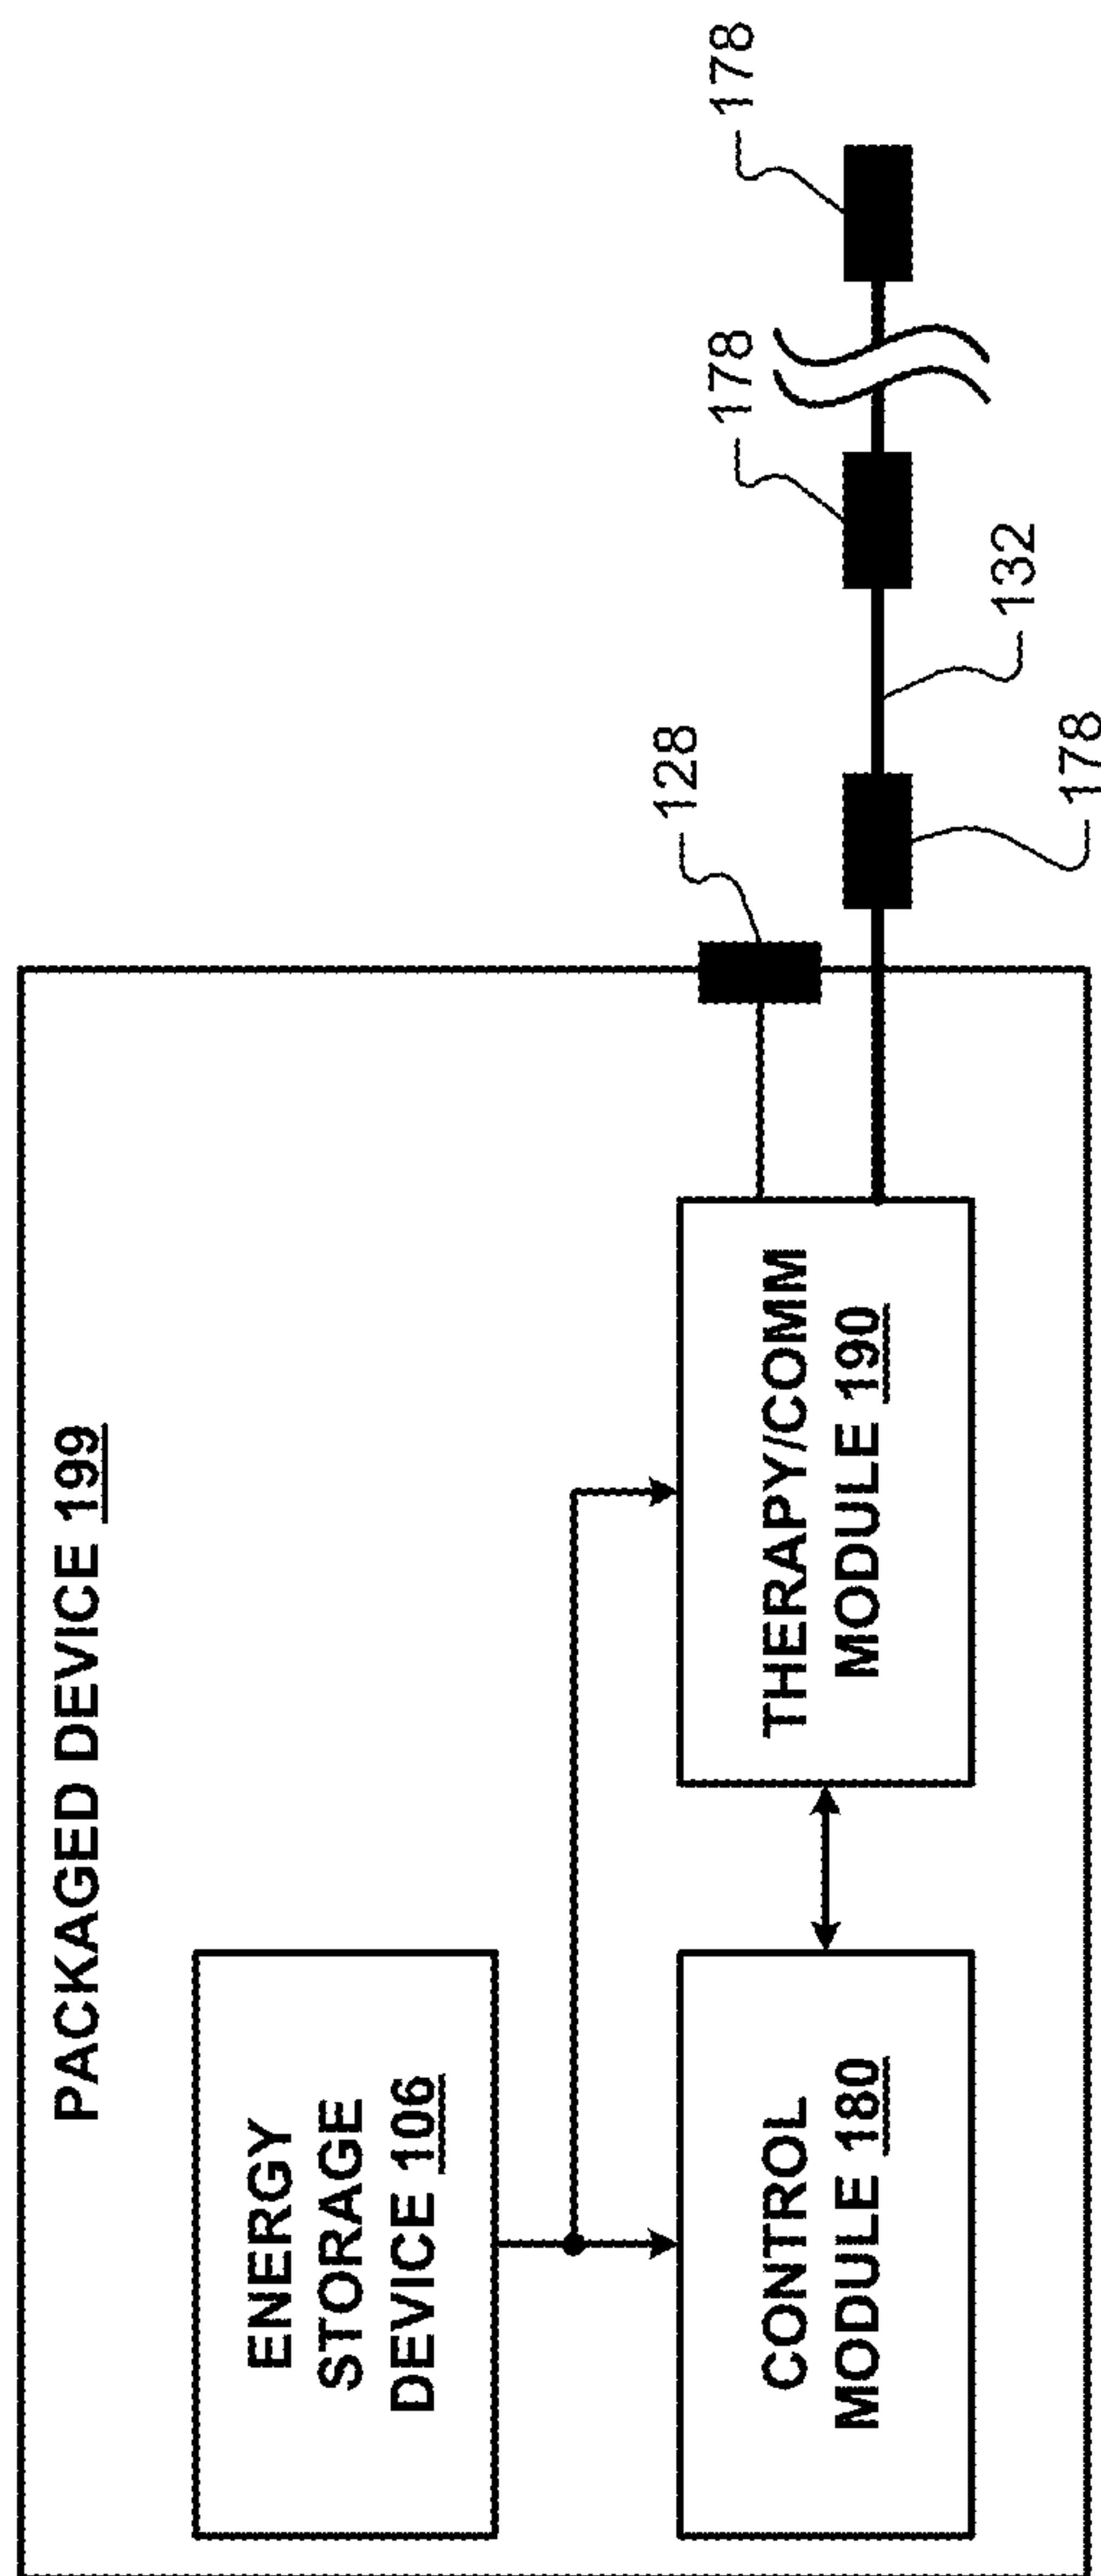 PACKAGED DEVICE 199
ENERGY
STORAGE
DEVICE 106
CONTROL
MODULE 180
THERAPY/COMM
MODULE 190
128
178
178
132
178